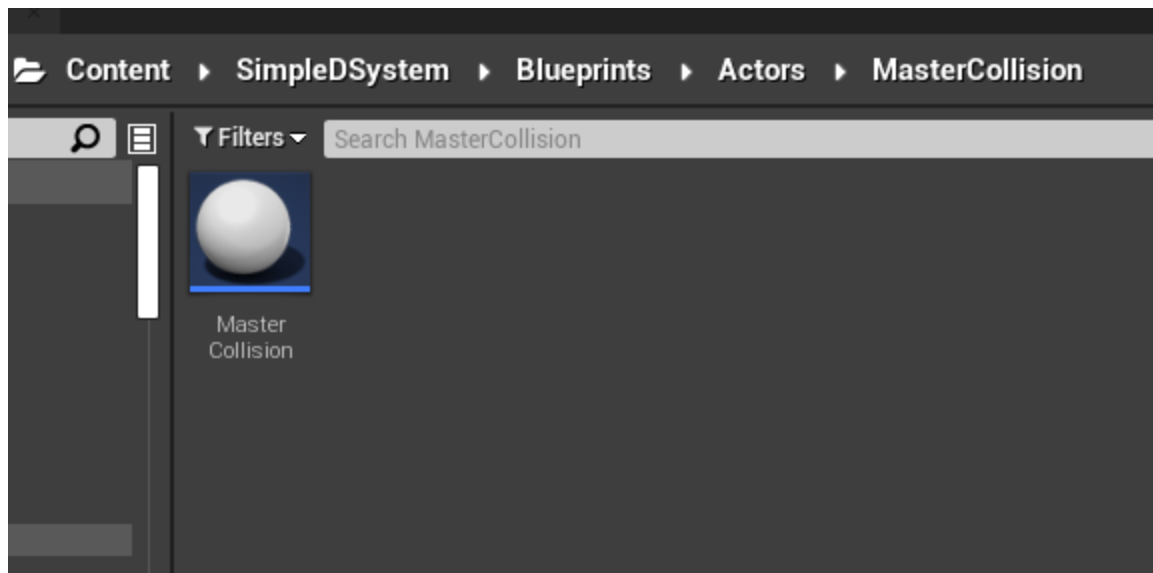 Content SimpleDSystem Blueprints Actors MasterCollision
Filters Search MasterCollision
Master
Collision